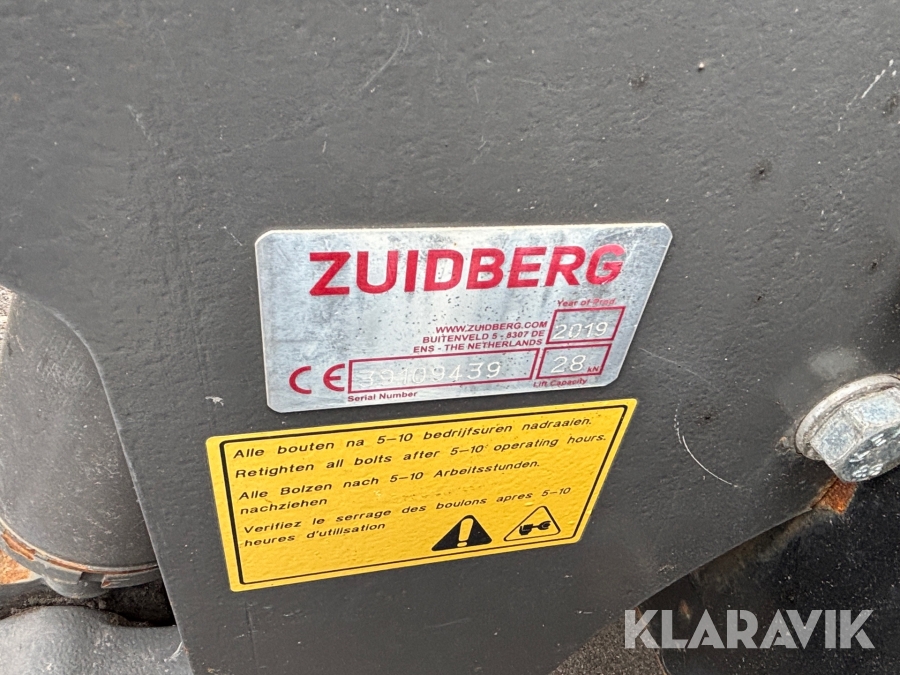 ZUIDBERG
Year of Prod.
WWW.ZUIDBERG.COM
BUITENVELD 5 - 8307 DE
ENS - THE NETHERLANDS
2019
CE 39109439
28 kN
Serial Number
Lift Capacity
Alle bouten na 5-10 bedrijfsuren nadraaien.
Retighten all bolts after 5-10 operating hours.
Alle Bolzen nach 5-10 Arbeitsstunden.
nachziehen
Verifiez le serrage des boulons apres 5-10
heures d'utilisation
KLARAVIK